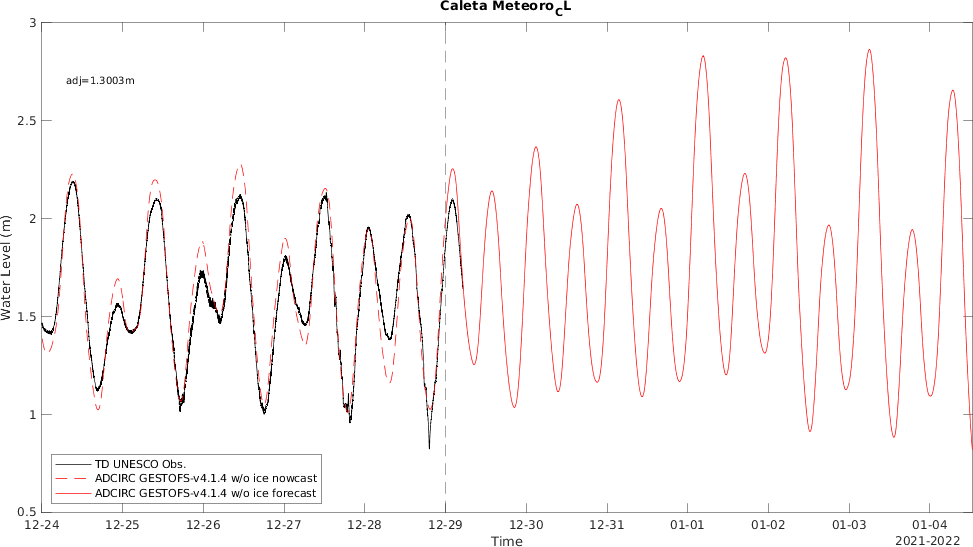 Caleta Meteoro_CL
3
adj=1.3003m
2.5
2
Water Level (m)
1.5
1
TD UNESCO Obs.
ADCIRC GESTOFS-v4.1.4 w/o ice nowcast
ADCIRC GESTOFS-v4.1.4 w/o ice forecast
0.5
12-24 12-25 12-26 12-27 12-28 12-29 12-30 12-31 01-01 01-02 01-03 01-04
Time
2021-2022